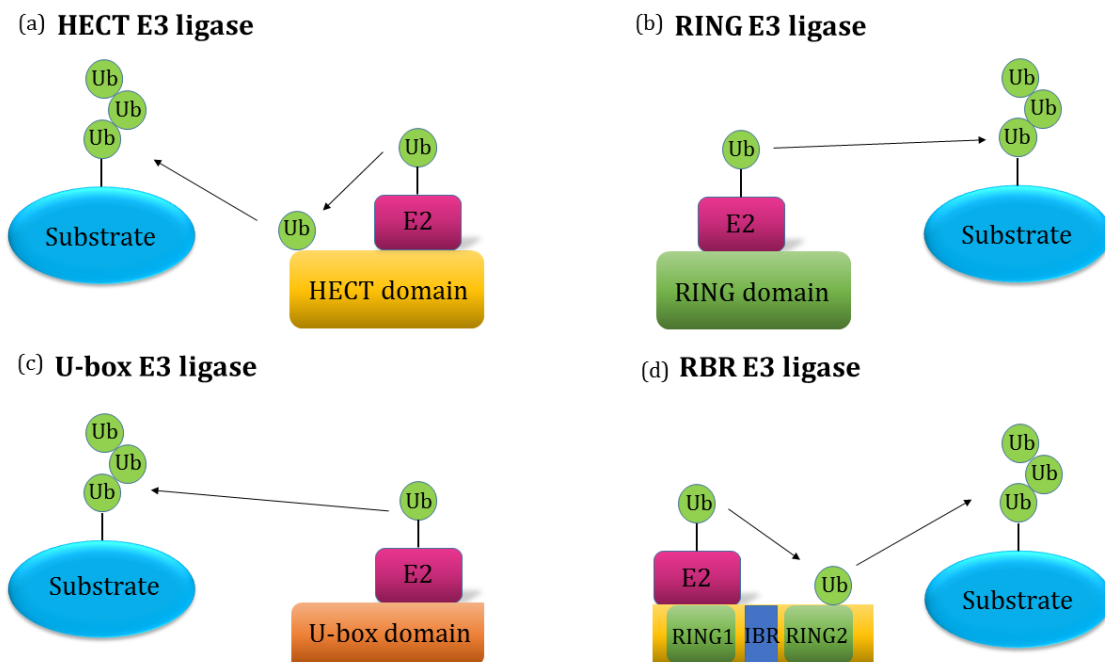 (a) HECT E3 ligase
Ub
Ub
Ub
Ub
Ub
E2
Substrate
HECT domain
(b) RING E3 ligase
Ub
Ub
Ub
Ub
E2
Substrate
RING domain
(c) U-box E3 ligase
Ub
Ub
Ub
Ub
E2
Substrate
U-box domain
(d) RBR E3 ligase
Ub
Ub
Ub
Ub
Ub
E2
RING1
IBR
RING2
Substrate